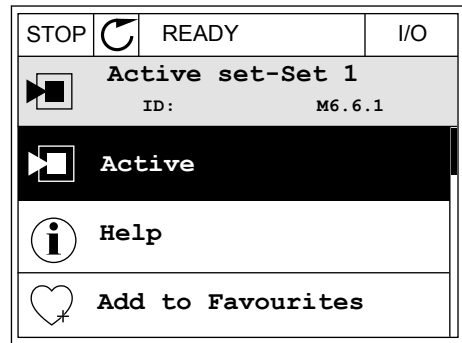 STOP READY I/O
Active set-Set 1
ID: M6.6.1
Active
Help
Add to Favourites